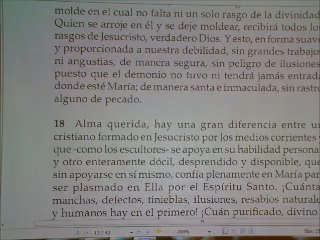 molde en el cual no falta ni un solo rasgo de la divinidad
Quien se arroje en él y se deje moldear, recibirá todos lo
rasgos de Jesucristo, verdadero Dios. Y esto, en forma suave
y proporcionada a nuestra debilidad, sin grandes trabajo
ni angustias, de manera segura, sin peligro de ilusiones
puesto que el demonio no tuvo ni tendrá jamás entrada
donde esté María; de manera santa e inmaculada, sin rastro
alguno de pecado.
18 Alma querida, hay una gran diferencia entre un
cristiano formado en Jesucristo por los medios corrientes y
que -como los escultores- se apoya en su habilidad personal
y otro enteramente dócil, desprendido y disponible, que
sin apoyarse en sí mismo, confía plenamente en María para
ser plasmado en Ella por el Espíritu Santo. ¡Cuánta
manchas, defectos, tinieblas, ilusiones, resabios natural
y humanos hay en el primero! ¡Cuán purificado, divino